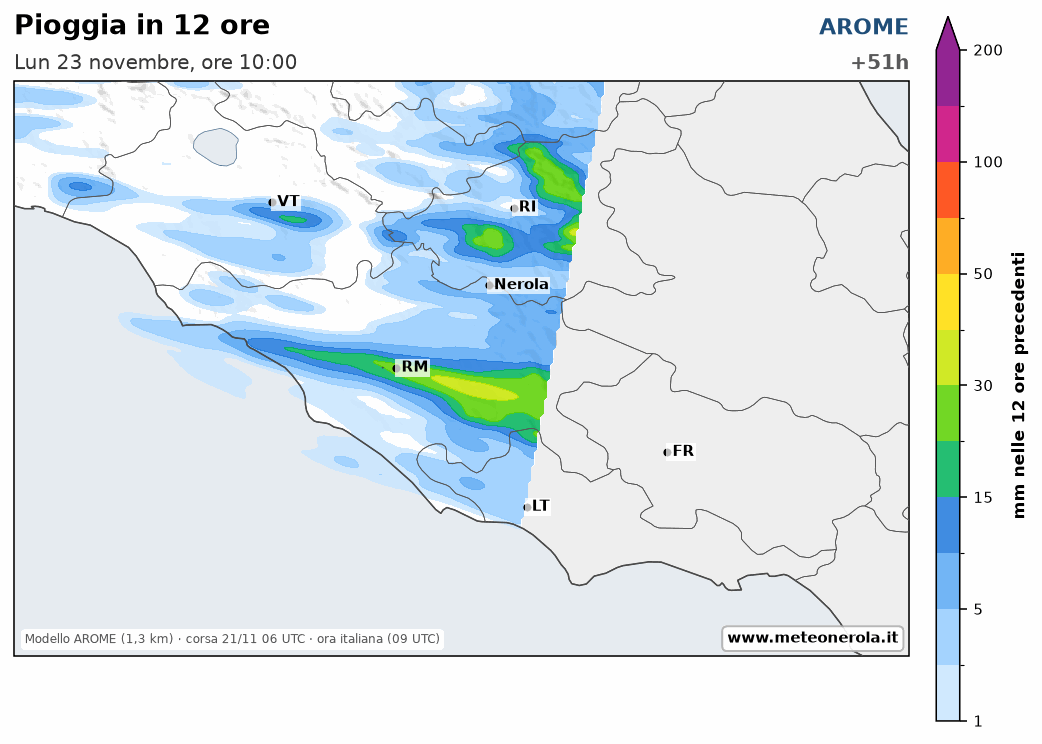 Pioggia in 12 ore
AROME
Lun 23 novembre, ore 10:00
+51h
VT
RI
Nerola
RM
FR
LT
Modello AROME (1,3 km) · corsa 21/11 06 UTC · ora italiana (09 UTC)
www.meteonerola.it
200
100
50
30
15
5
1
mm nelle 12 ore precedenti